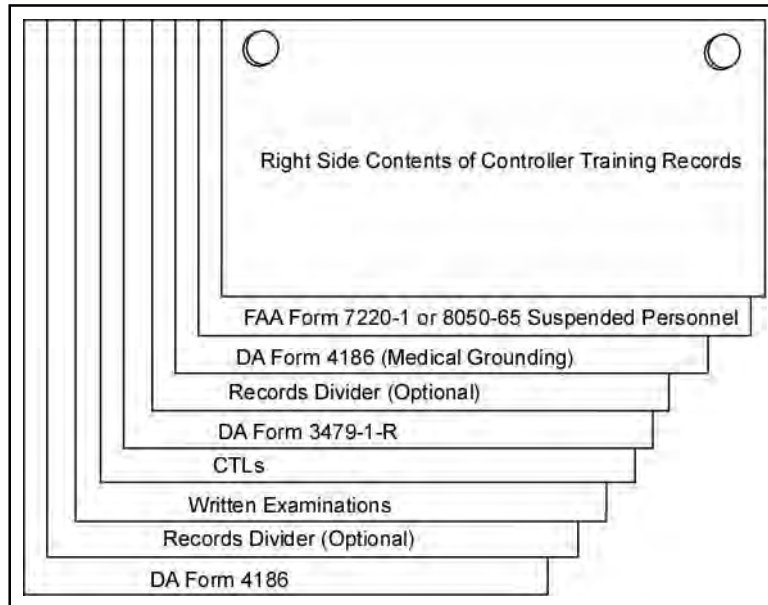 Right Side Contents of Controller Training Records
FAA Form 7220-1 or 8050-65 Suspended Personnel
DA Form 4186 (Medical Grounding)
Records Divider (Optional)
DA Form 3479-1-R
CTLs
Written Examinations
Records Divider (Optional)
DA Form 4186